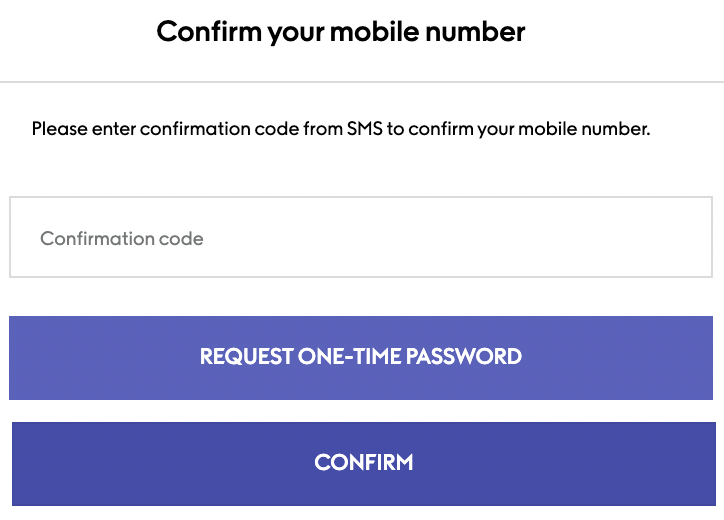 Confirm your mobile number
Please enter confirmation code from SMS to confirm your mobile number.
Confirmation code
REQUEST ONE-TIME PASSWORD
CONFIRM